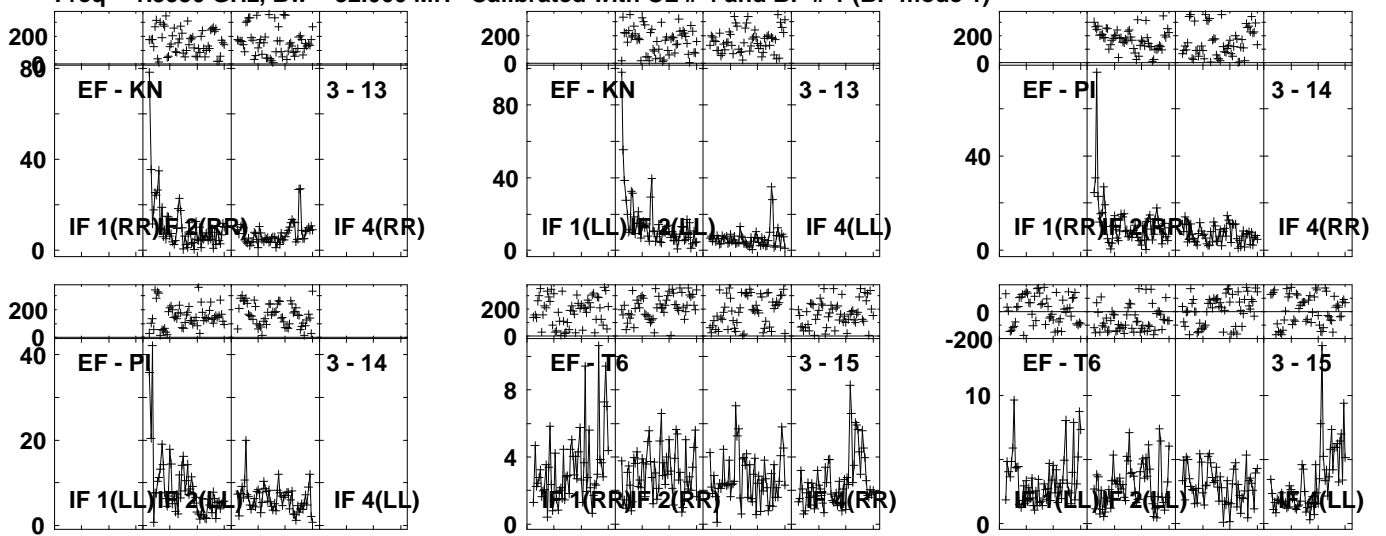 200 200 200
0 0 0
80
EF - KN 3 - 13 EF - KN 3 - 13 EF - PI 3 - 14
80
40 40 40
IF 1(RR) IF 2(RR) IF 4(RR) IF 1(LL) IF 2(LL) IF 4(LL) IF 1(RR) IF 2(RR) IF 4(RR)
0 0 0
200 200 0
0 0 -200
40 EF - PI 3 - 14 EF - T6 3 - 15 EF - T6 3 - 15
8 10
20 4
IF 1(LL) IF 2(LL) IF 4(LL) IF 1(RR) IF 2(RR) IF 4(RR) IF 1(LL) IF 2(LL) IF 4(LL)
0 0 0